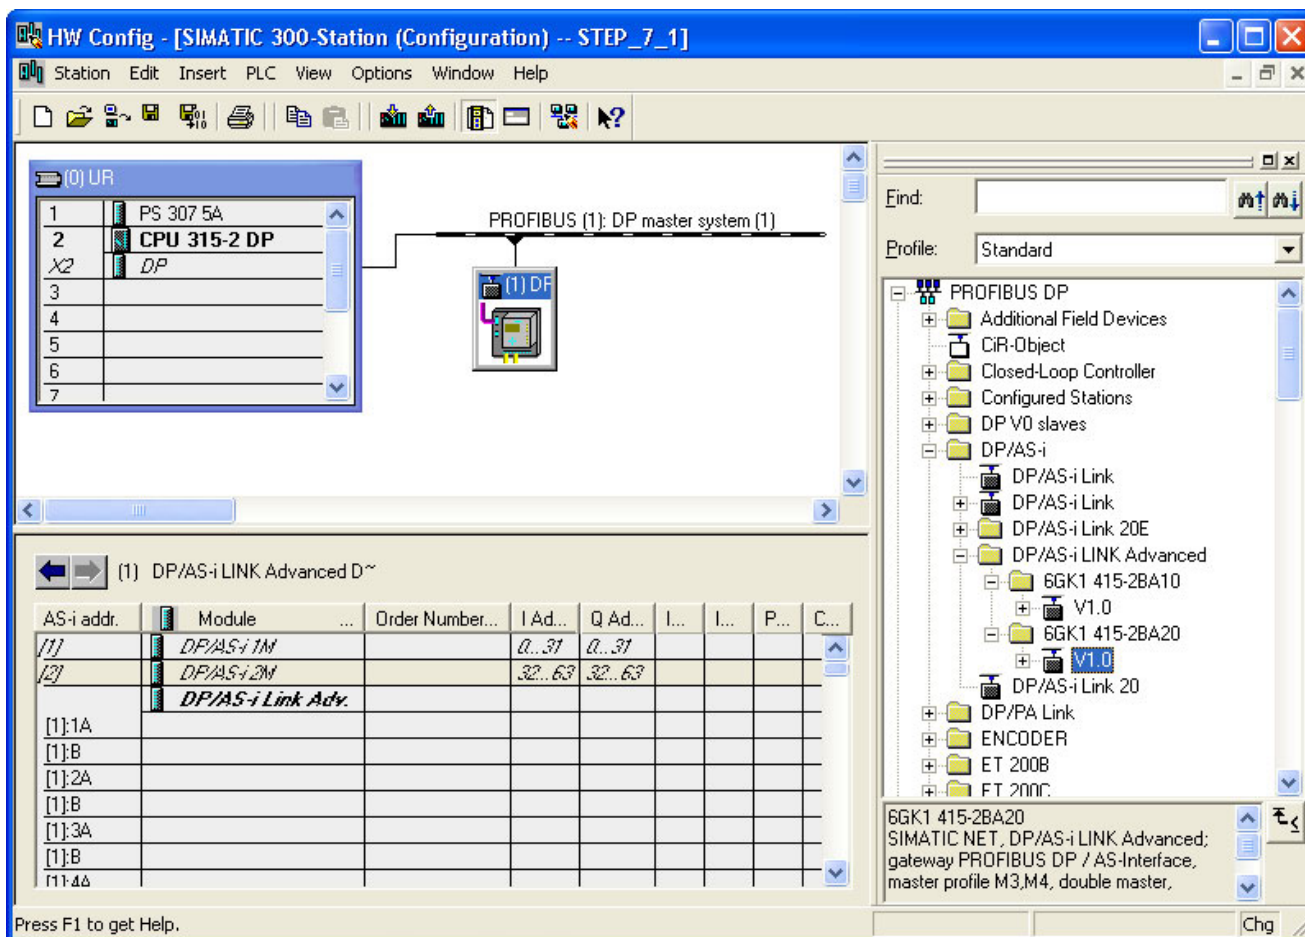 HW Config - [SIMATIC 300-Station (Configuration) -- STEP_7_1]
Station Edit Insert PLC View Options Window Help
(0) UR
1 PS 307 5A
2 CPU 315-2 DP
X2 DP
3
4
5
6
7
PROFIBUS (1): DP master system (1)
(1) DP
(1) DP/AS-i LINK Advanced D~
AS-i addr. Module ... Order Number... I Ad... Q Ad... I... I... P... C...
[1] DP/AS-i 1M 0...31 0...31
[2] DP/AS-i 2M 32...63 32...63
DP/AS-i Link Adv.
[1]:1A
[1]:B
[1]:2A
[1]:B
[1]:3A
[1]:B
[1]:4A
Find:
Profile: Standard
PROFIBUS DP
Additional Field Devices
CiR-Object
Closed-Loop Controller
Configured Stations
DP V0 slaves
DP/AS-i
DP/AS-i Link
DP/AS-i Link
DP/AS-i Link 20E
DP/AS-i LINK Advanced
6GK1 415-2BA10
V1.0
6GK1 415-2BA20
V1.0
DP/AS-i Link 20
DP/PA Link
ENCODER
ET 200B
ET 200C
6GK1 415-2BA20
SIMATIC NET, DP/AS-i LINK Advanced;
gateway PROFIBUS DP / AS-Interface,
master profile M3,M4, double master,
Press F1 to get Help.
Chg